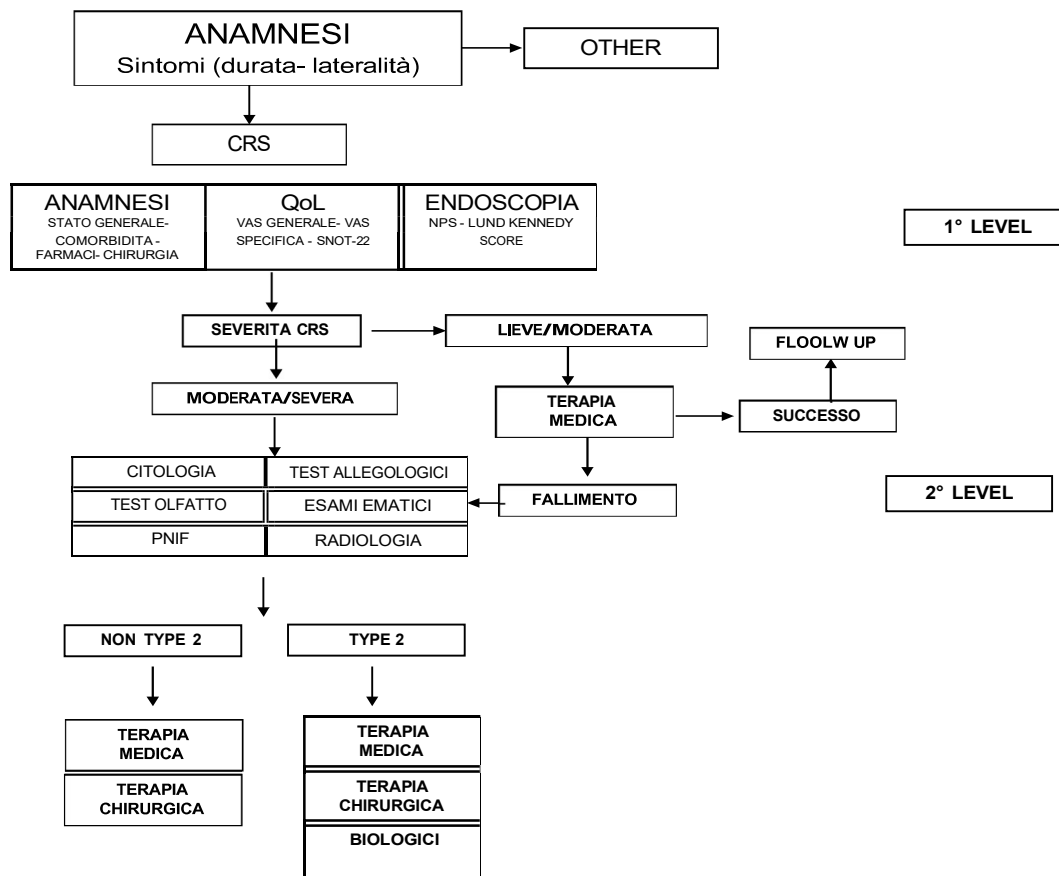 ANAMNESI
Sintomi (durata- lateralità)
OTHER
CRS
ANAMNESI
STATO GENERALE-
COMORBIDITA -
FARMACI- CHIRURGIA
QoL
VAS GENERALE- VAS
SPECIFICA - SNOT-22
ENDOSCOPIA
NPS - LUND KENNEDY
SCORE
1° LEVEL
SEVERITA CRS
LIEVE/MODERATA
FLOOLW UP
MODERATA/SEVERA
TERAPIA
MEDICA
SUCCESSO
CITOLOGIA
TEST ALLEGOLOGICI
TEST OLFATTO
ESAMI EMATICI
PNIF
RADIOLOGIA
FALLIMENTO
2° LEVEL
NON TYPE 2
TYPE 2
TERAPIA
MEDICA
TERAPIA
CHIRURGICA
TERAPIA
MEDICA
TERAPIA
CHIRURGICA
BIOLOGICI